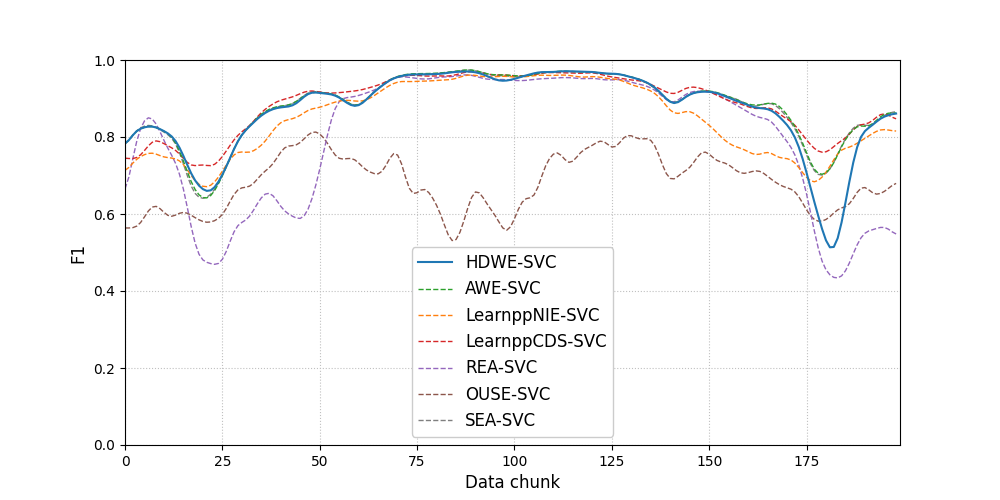 1.0
0.8
0.6
0.4
0.2
0.0
F1
0 25 50 75 100 125 150 175
Data chunk
HDWE-SVC
AWE-SVC
LearnppNIE-SVC
LearnppCDS-SVC
REA-SVC
OUSE-SVC
SEA-SVC